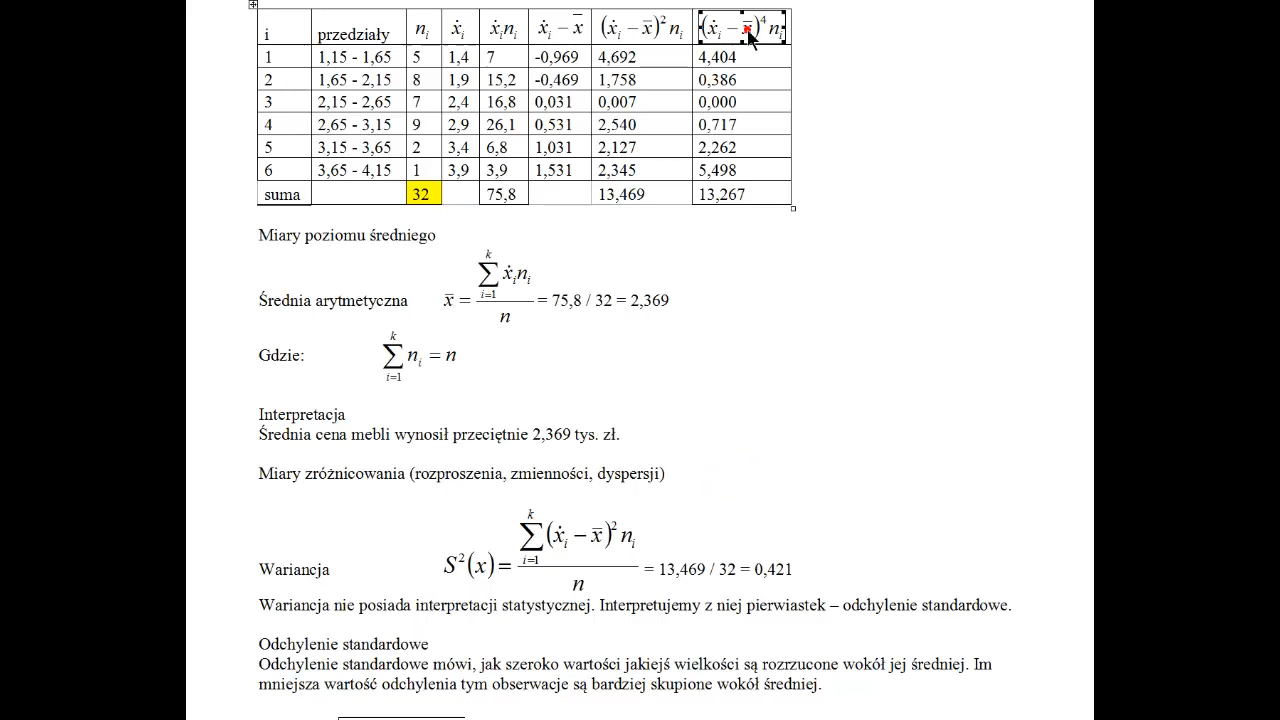 i przedziały nᵢ ẋᵢ ẋᵢnᵢ ẋᵢ − x̄ (ẋᵢ − x̄)² nᵢ (ẋᵢ − x̄)⁴ nᵢ
1 1,15 - 1,65 5 1,4 7 -0,969 4,692 4,404
2 1,65 - 2,15 8 1,9 15,2 -0,469 1,758 0,386
3 2,15 - 2,65 7 2,4 16,8 0,031 0,007 0,000
4 2,65 - 3,15 9 2,9 26,1 0,531 2,540 0,717
5 3,15 - 3,65 2 3,4 6,8 1,031 2,127 2,262
6 3,65 - 4,15 1 3,9 3,9 1,531 2,345 5,498
suma 32 75,8 13,469 13,267
Miary poziomu średniego
Średnia arytmetyczna x̄ = ∑ᵢ₌₁ᵏ ẋᵢnᵢ / n = 75,8 / 32 = 2,369
Gdzie: ∑ᵢ₌₁ᵏ nᵢ = n
Interpretacja
Średnia cena mebli wynosił przeciętnie 2,369 tys. zł.
Miary zróżnicowania (rozproszenia, zmienności, dyspersji)
Wariancja S²(x) = ∑ᵢ₌₁ᵏ (ẋᵢ − x̄)² nᵢ / n = 13,469 / 32 = 0,421
Wariancja nie posiada interpretacji statystycznej. Interpretujemy z niej pierwiastek – odchylenie standardowe.
Odchylenie standardowe
Odchylenie standardowe mówi, jak szeroko wartości jakiejś wielkości są rozrzucone wokół jej średniej. Im
mniejsza wartość odchylenia tym obserwacje są bardziej skupione wokół średniej.